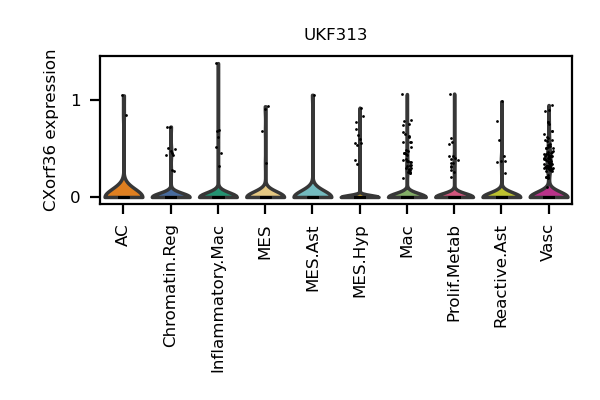 UKF313
CXorf36 expression
1
0
AC
Chromatin.Reg
Inflammatory.Mac
MES
MES.Ast
MES.Hyp
Mac
Prolif.Metab
Reactive.Ast
Vasc